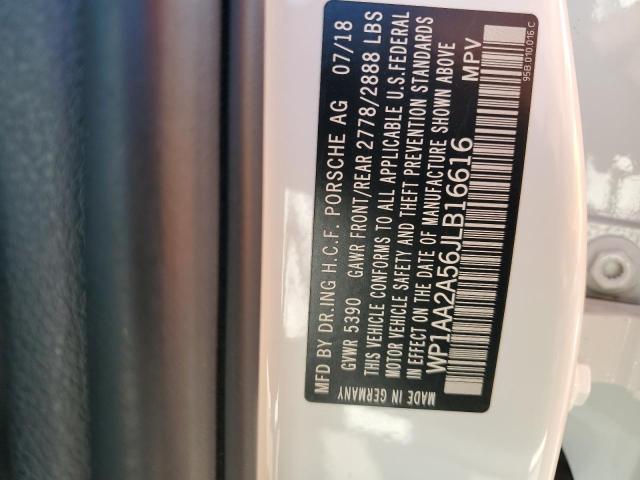 MFD BY DR.ING H.C.F. PORSCHE AG 07/18
GVWR 5390 GAWR FRONT/REAR 2778/2888 LBS
THIS VEHICLE CONFORMS TO ALL APPLICABLE U.S.FEDERAL
MOTOR VEHICLE SAFETY AND THEFT PREVENTION STANDARDS
IN EFFECT ON THE DATE OF MANUFACTURE SHOWN ABOVE
WP1AA2A56JLB16616 MPV
MADE IN GERMANY
95B.010.016.C